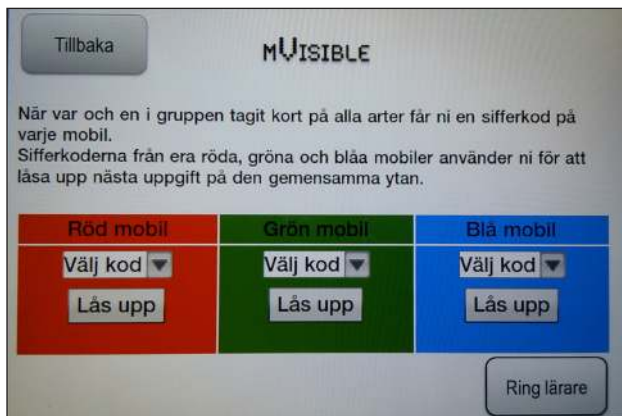 Tillbaka
mVISIBLE
När var och en i gruppen tagit kort på alla arter får ni en sifferkod på
varje mobil.
Sifferkoderna från era röda, gröna och blåa mobiler använder ni för att
låsa upp nästa uppgift på den gemensamma ytan.
Röd mobil Grön mobil Blå mobil
Välj kod Välj kod Välj kod
Lås upp Lås upp Lås upp
Ring lärare